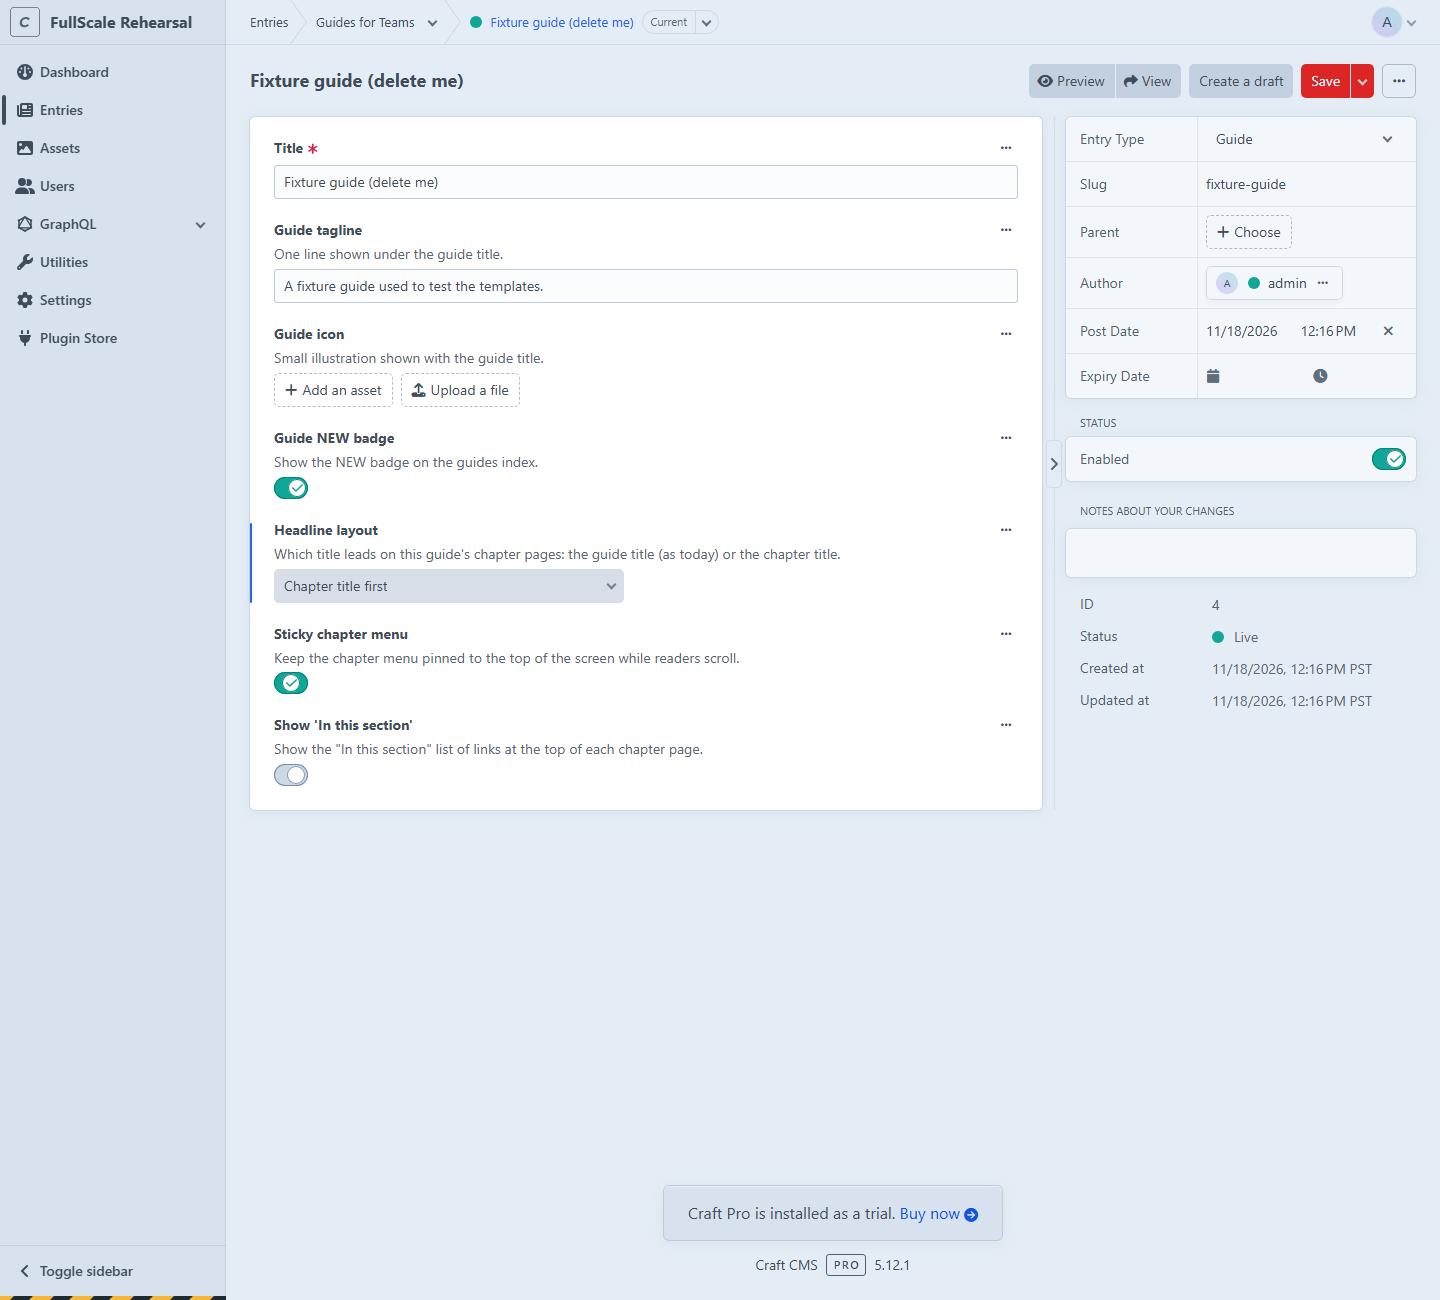 C FullScale Rehearsal
Entries
Guides for Teams
Fixture guide (delete me)
Current
A
Dashboard
Entries
Assets
Users
GraphQL
Utilities
Settings
Plugin Store
Toggle sidebar
Fixture guide (delete me)
Preview
View
Create a draft
Save
Title *
Fixture guide (delete me)
Guide tagline
One line shown under the guide title.
A fixture guide used to test the templates.
Guide icon
Small illustration shown with the guide title.
+ Add an asset
Upload a file
Guide NEW badge
Show the NEW badge on the guides index.
Headline layout
Which title leads on this guide's chapter pages: the guide title (as today) or the chapter title.
Chapter title first
Sticky chapter menu
Keep the chapter menu pinned to the top of the screen while readers scroll.
Show 'In this section'
Show the "In this section" list of links at the top of each chapter page.
Entry Type Guide
Slug fixture-guide
Parent + Choose
Author A admin
Post Date 11/18/2026 12:16 PM
Expiry Date
STATUS
Enabled
NOTES ABOUT YOUR CHANGES
ID 4
Status Live
Created at 11/18/2026, 12:16 PM PST
Updated at 11/18/2026, 12:16 PM PST
Craft Pro is installed as a trial. Buy now
Craft CMS PRO 5.12.1